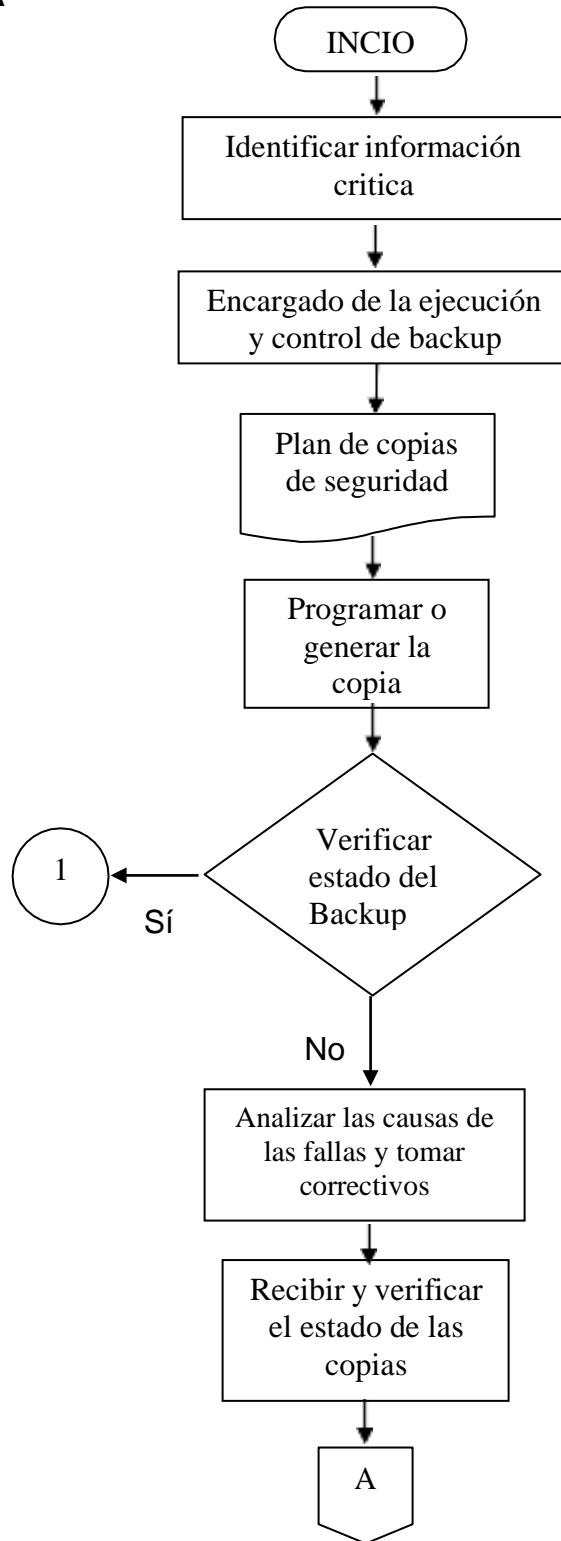 INCIO
Identificar información
critica
Encargado de la ejecución
y control de backup
Plan de copias
de seguridad
Programar o
generar la
copia
Verificar
estado del
Backup
1
Sí
No
Analizar las causas de
las fallas y tomar
correctivos
Recibir y verificar
el estado de las
copias
A